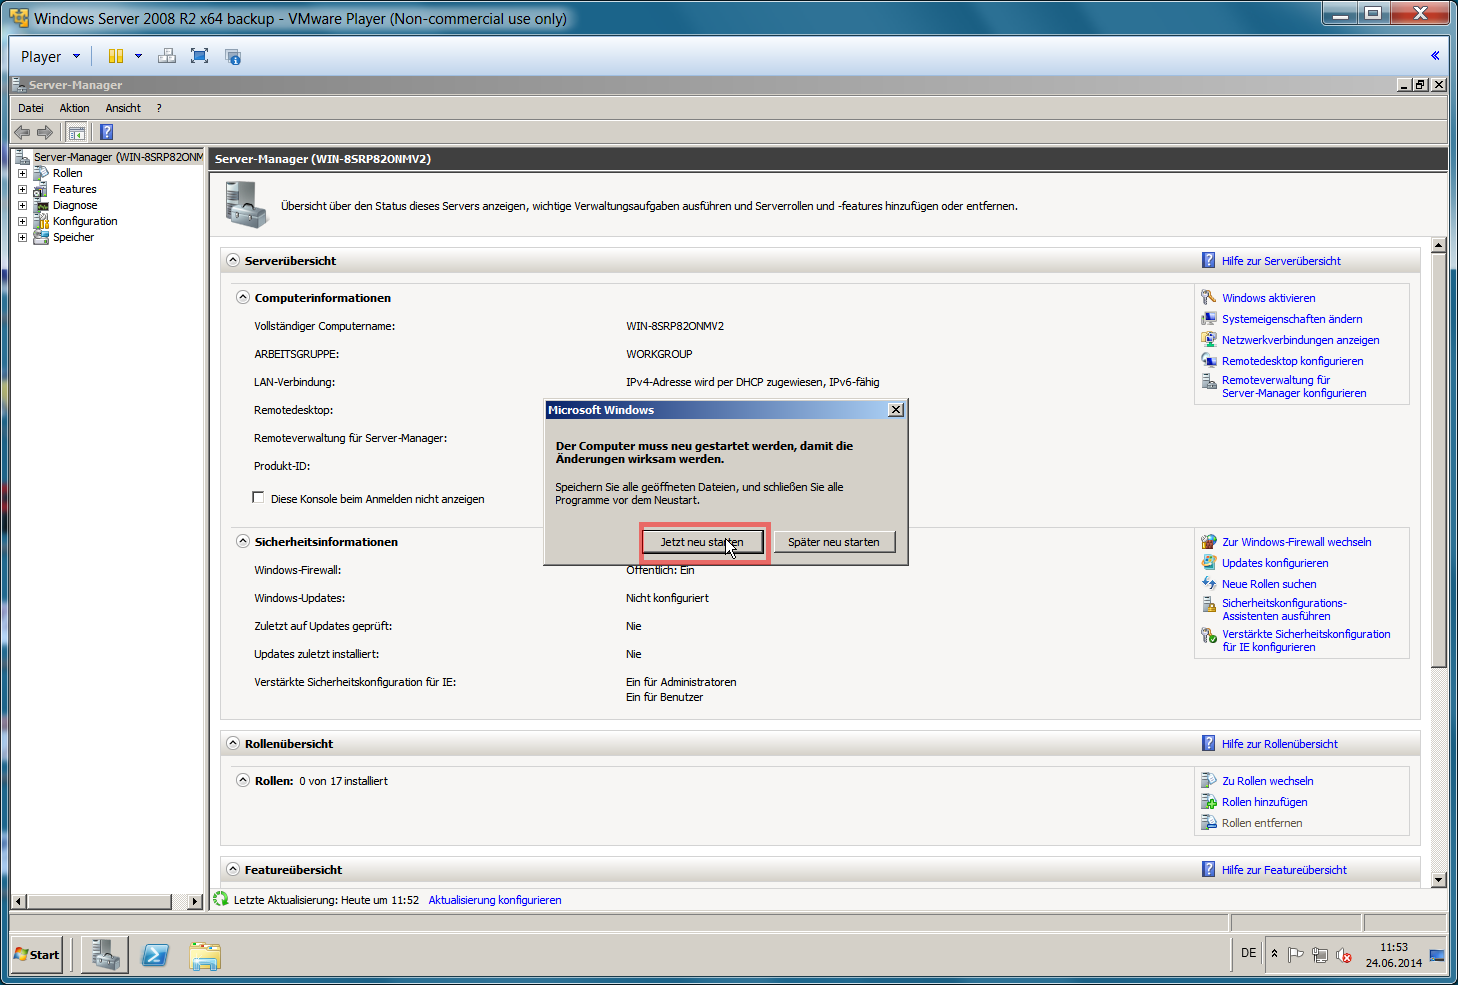 Windows Server 2008 R2 x64 backup - VMware Player (Non-commercial use only)
Player
«
Server-Manager
Datei Aktion Ansicht ?
Server-Manager (WIN-8SRP82ONM
Rollen
Features
Diagnose
Konfiguration
Speicher
Server-Manager (WIN-8SRP82ONMV2)
Übersicht über den Status dieses Servers anzeigen, wichtige Verwaltungsaufgaben ausführen und Serverrollen und -features hinzufügen oder entfernen.
Serverübersicht
Hilfe zur Serverübersicht
Computerinformationen
Vollständiger Computername: WIN-8SRP82ONMV2
ARBEITSGRUPPE: WORKGROUP
LAN-Verbindung: IPv4-Adresse wird per DHCP zugewiesen, IPv6-fähig
Remotedesktop:
Remoteverwaltung für Server-Manager:
Produkt-ID:
Diese Konsole beim Anmelden nicht anzeigen
Windows aktivieren
Systemeigenschaften ändern
Netzwerkverbindungen anzeigen
Remotedesktop konfigurieren
Remoteverwaltung für
Server-Manager konfigurieren
Microsoft Windows
Der Computer muss neu gestartet werden, damit die
Änderungen wirksam werden.
Speichern Sie alle geöffneten Dateien, und schließen Sie alle
Programme vor dem Neustart.
Jetzt neu starten
Später neu starten
Sicherheitsinformationen
Windows-Firewall: Öffentlich: Ein
Windows-Updates: Nicht konfiguriert
Zuletzt auf Updates geprüft: Nie
Updates zuletzt installiert: Nie
Verstärkte Sicherheitskonfiguration für IE: Ein für Administratoren
Ein für Benutzer
Zur Windows-Firewall wechseln
Updates konfigurieren
Neue Rollen suchen
Sicherheitskonfigurations-
Assistenten ausführen
Verstärkte Sicherheitskonfiguration
für IE konfigurieren
Rollenübersicht
Hilfe zur Rollenübersicht
Rollen: 0 von 17 installiert
Zu Rollen wechseln
Rollen hinzufügen
Rollen entfernen
Featureübersicht
Hilfe zur Featureübersicht
Letzte Aktualisierung: Heute um 11:52 Aktualisierung konfigurieren
Start
DE
11:53
24.06.2014